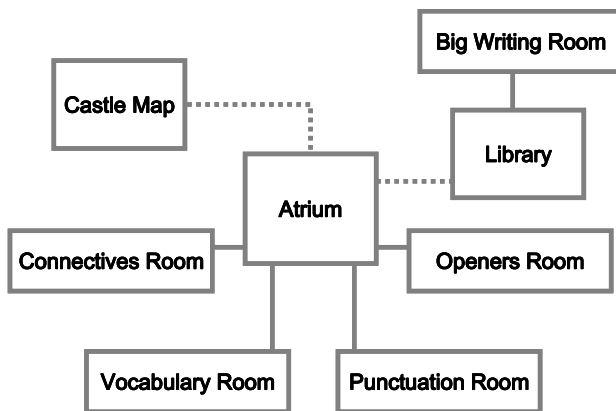 Big Writing Room
Castle Map
Library
Atrium
Connectives Room
Openers Room
Vocabulary Room
Punctuation Room